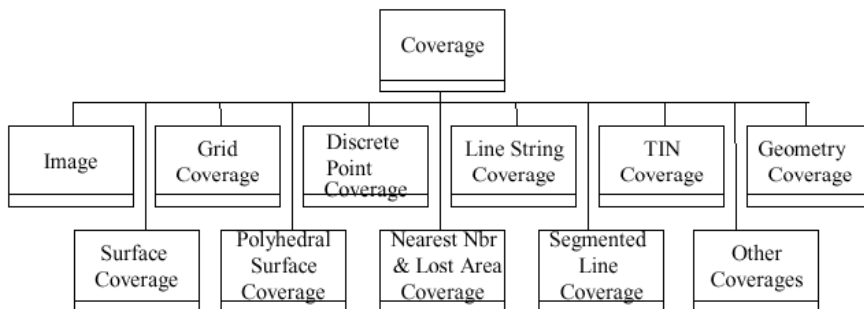 Coverage
Image
Grid
Coverage
Discrete
Point
Coverage
Line String
Coverage
TIN
Coverage
Geometry
Coverage
Surface
Coverage
Polyhedral
Surface
Coverage
Nearest Nbr
& Lost Area
Coverage
Segmented
Line
Coverage
Other
Coverages